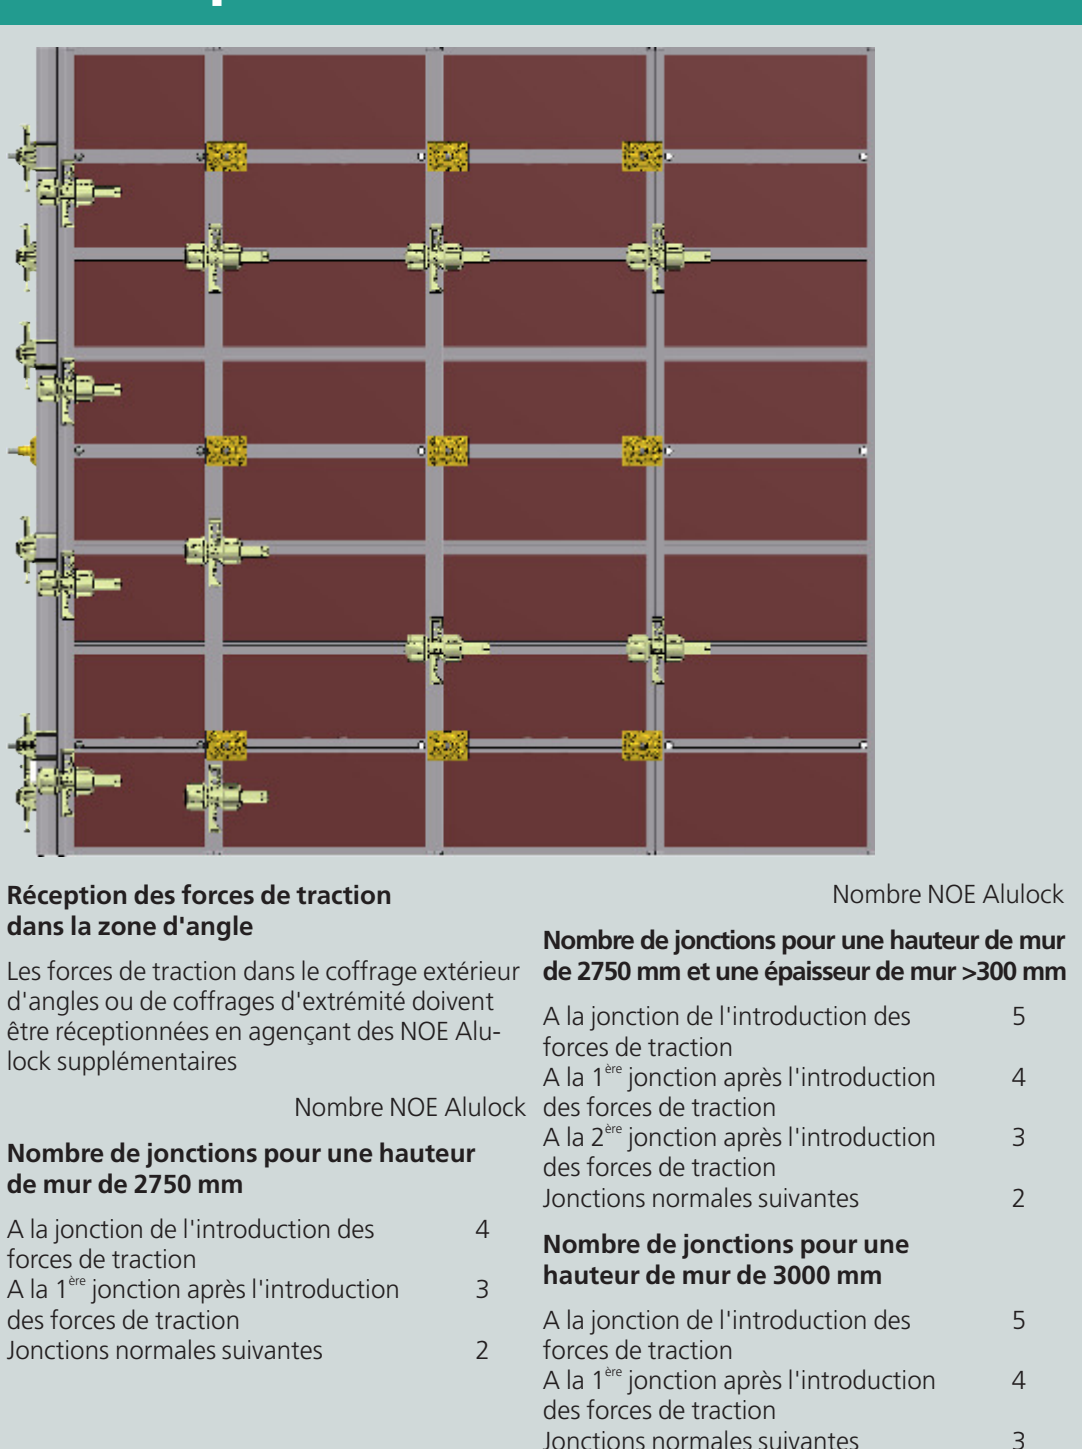 Réception des forces de traction
dans la zone d'angle
Les forces de traction dans le coffrage extérieur
d'angles ou de coffrages d'extrémité doivent
être réceptionnées en agençant des NOE Alu-
lock supplémentaires
Nombre NOE Alulock
Nombre de jonctions pour une hauteur
de mur de 2750 mm
A la jonction de l'introduction des 4
forces de traction
A la 1ère jonction après l'introduction 3
des forces de traction
Jonctions normales suivantes 2
Nombre NOE Alulock
Nombre de jonctions pour une hauteur de mur
de 2750 mm et une épaisseur de mur >300 mm
A la jonction de l'introduction des 5
forces de traction
A la 1ère jonction après l'introduction 4
des forces de traction
A la 2ère jonction après l'introduction 3
des forces de traction
Jonctions normales suivantes 2
Nombre de jonctions pour une
hauteur de mur de 3000 mm
A la jonction de l'introduction des 5
forces de traction
A la 1ère jonction après l'introduction 4
des forces de traction
Jonctions normales suivantes 3